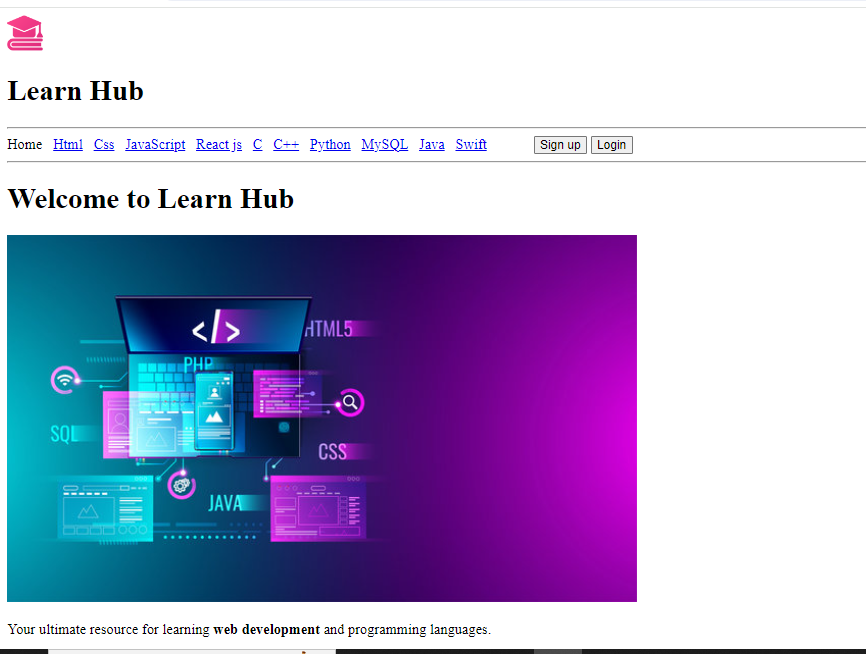 Learn Hub
Home Html Css JavaScript React js C C++ Python MySQL Java Swift Sign up Login
Welcome to Learn Hub
</>
HTML5
PHP
SQL
CSS
JAVA
Your ultimate resource for learning web development and programming languages.